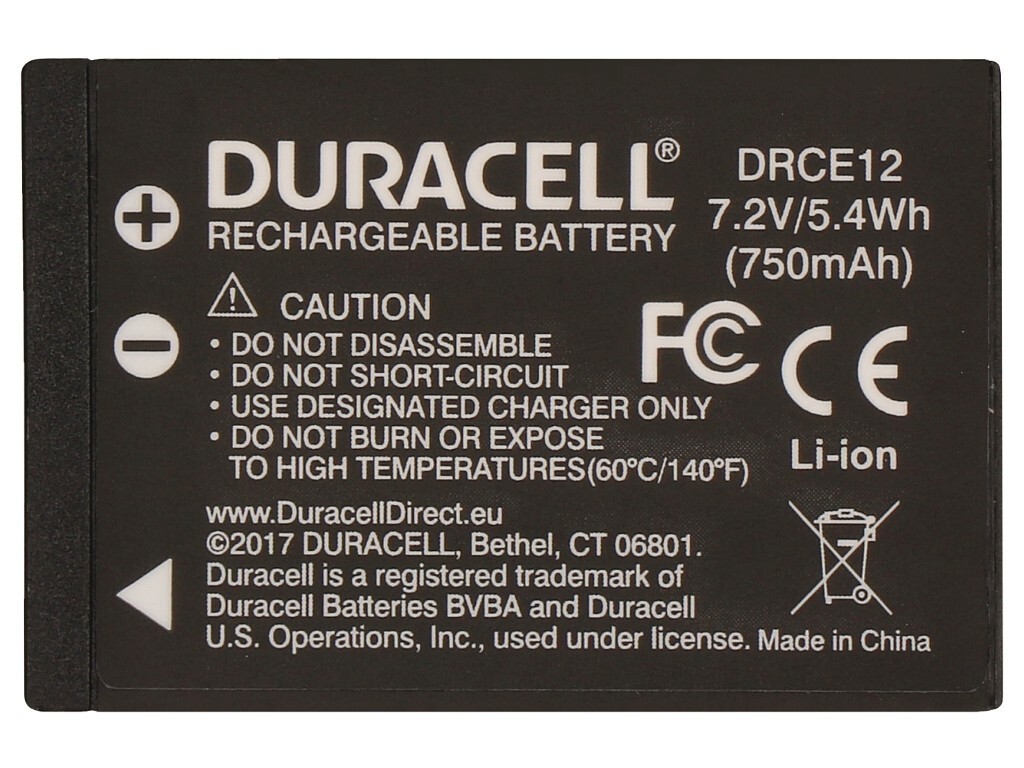 DURACELL®
RECHARGEABLE BATTERY
DRCE12
7.2V/5.4Wh
(750mAh)
CAUTION
• DO NOT DISASSEMBLE
• DO NOT SHORT-CIRCUIT
• USE DESIGNATED CHARGER ONLY
• DO NOT BURN OR EXPOSE
TO HIGH TEMPERATURES(60°C/140°F)
FC
CE
Li-ion
www.DuracellDirect.eu
©2017 DURACELL, Bethel, CT 06801.
Duracell is a registered trademark of
Duracell Batteries BVBA and Duracell
U.S. Operations, Inc., used under license. Made in China